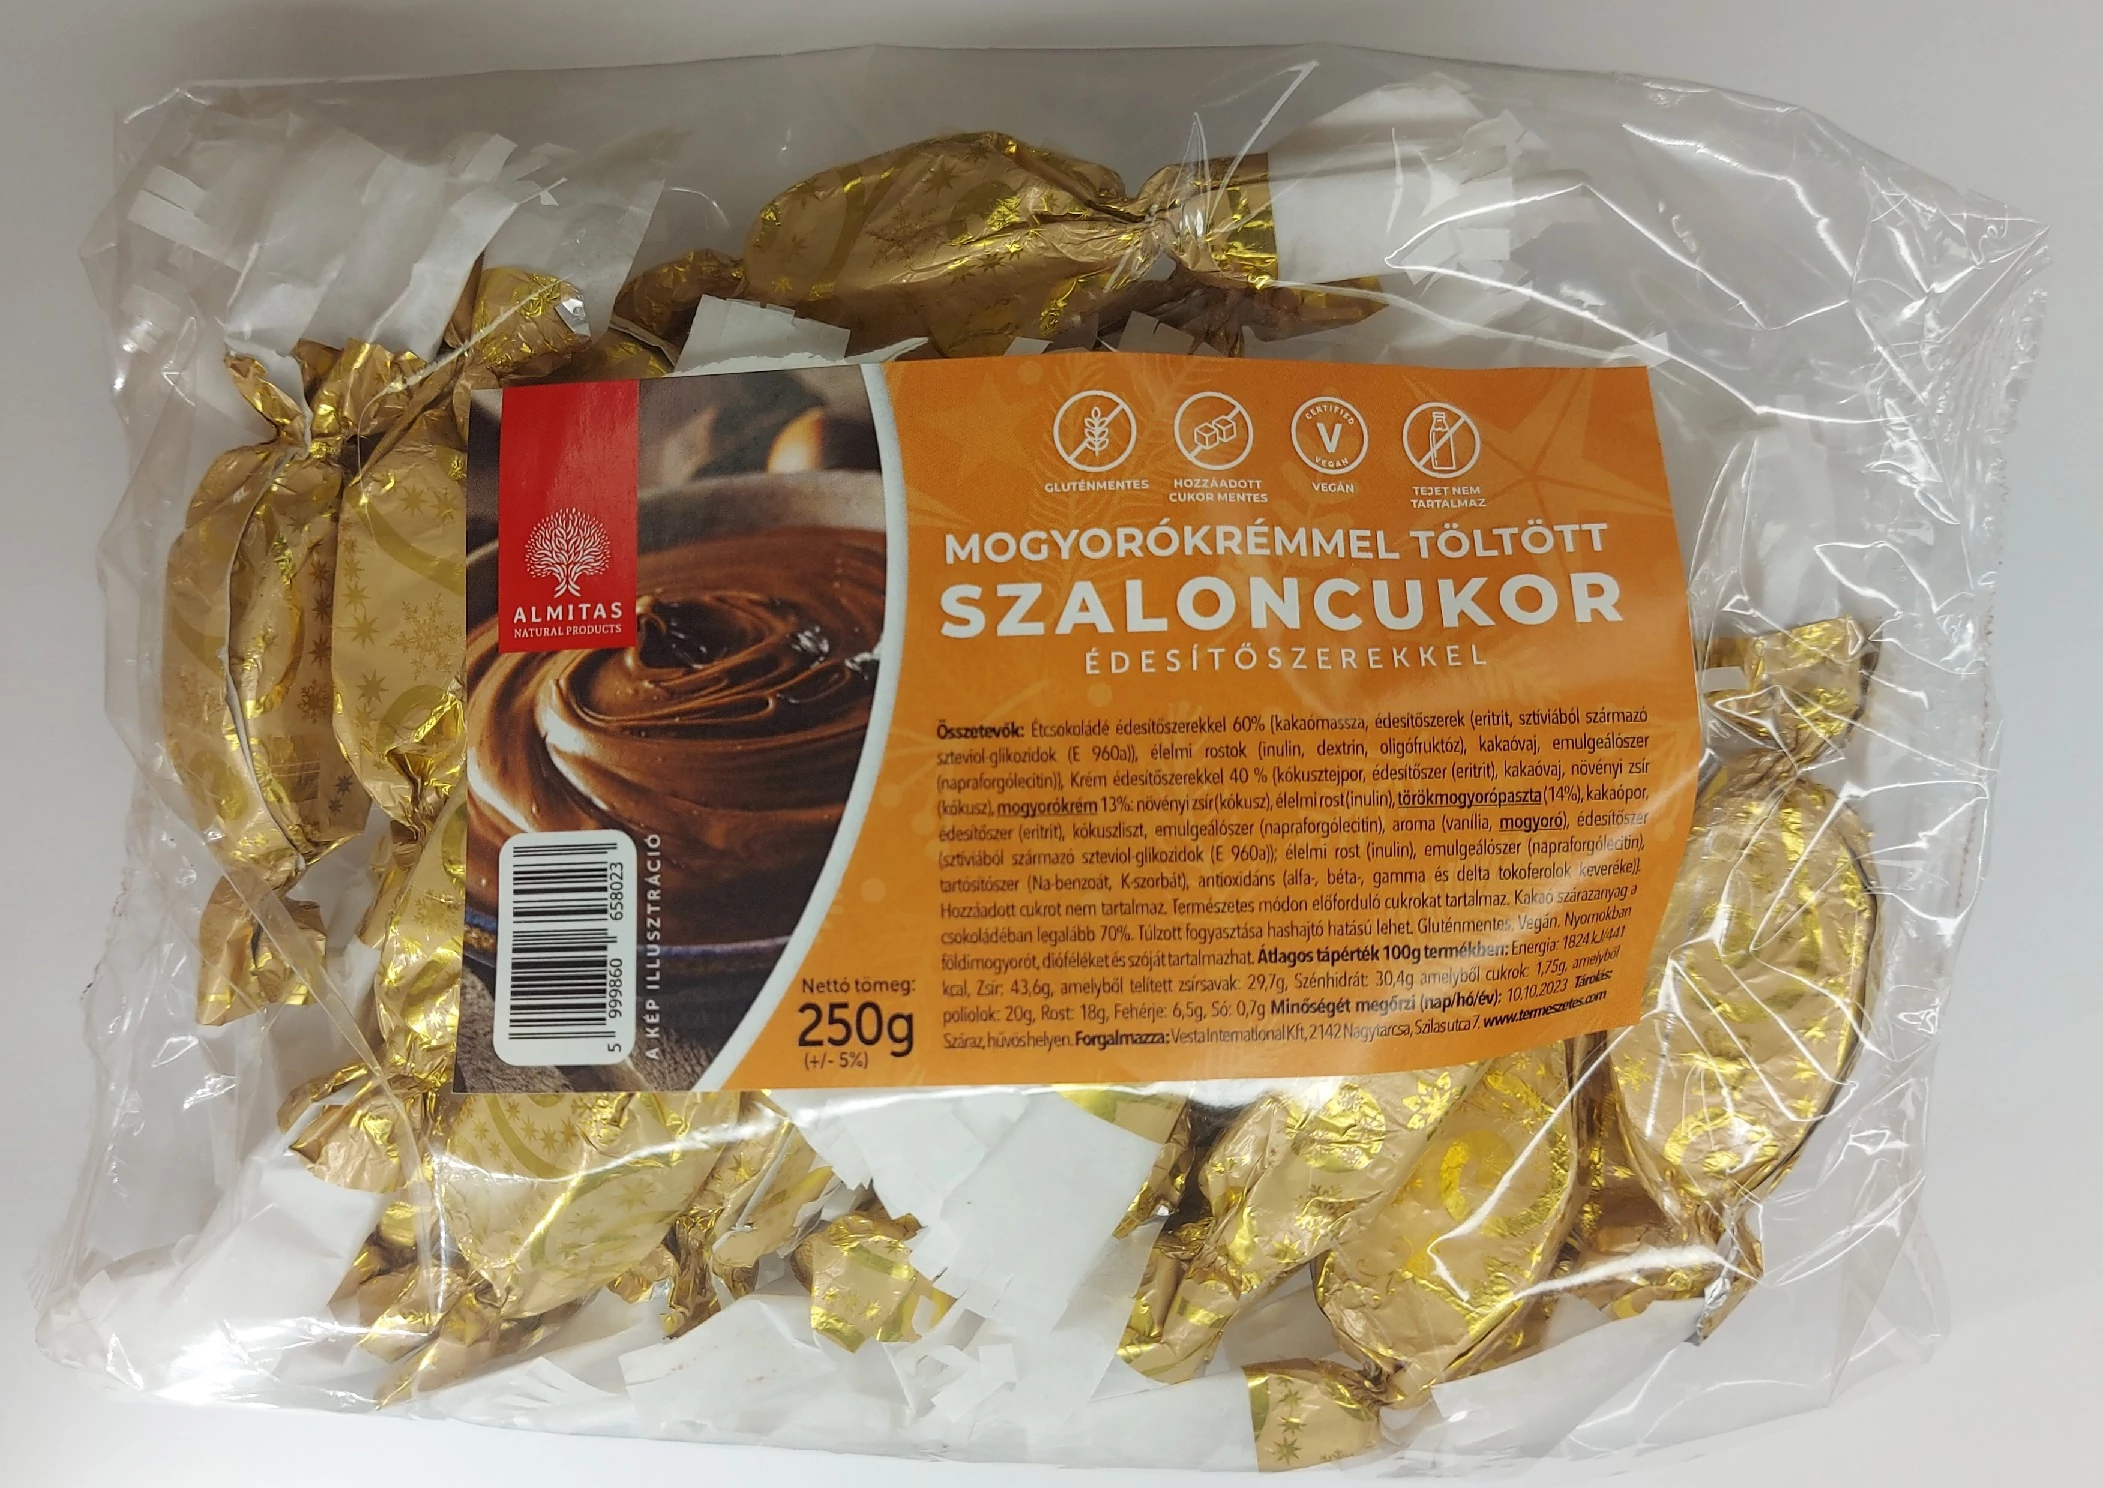 ALMITAS
NATURAL PRODUCTS
GLUTÉNMENTES
HOZZÁADOTT
CUKOR MENTES
CERTIFIED
V
VEGAN
VEGÁN
TEJET NEM
TARTALMAZ
MOGYORÓKRÉMMEL TÖLTÖTT
SZALONCUKOR
ÉDESÍTŐSZEREKKEL
Összetevők: Étcsokoládé édesítőszerekkel 60% (kakaómassza, édesítőszerek (eritrit, sztíviából származó
szteviol-glikozidok (E 960a)), élelmi rostok (inulin, dextrin, oligófruktóz), kakaóvaj, emulgeálószer
(napraforgólecitin)), Krém édesítőszerekkel 40 % (kókusztejpor, édesítőszer (eritrit), kakaóvaj, növényi zsír
(kókusz), mogyorókrém 13%: növényi zsír (kókusz), élelmi rost (inulin), törökmogyorópaszta (14%), kakaópor,
édesítőszer (eritrit), kókuszliszt, emulgeálószer (napraforgólecitin), aroma (vanília, mogyoró), édesítőszer
(sztíviából származó szteviol-glikozidok (E 960a)); élelmi rost (inulin), emulgeálószer (napraforgólecitin),
tartósítószer (Na-benzoát, K-szorbát), antioxidáns (alfa-, béta-, gamma és delta tokoferolok keveréke)).
Hozzáadott cukrot nem tartalmaz. Természetes módon előforduló cukrokat tartalmaz. Kakaó szárazanyag a
csokoládéban legalább 70%. Túlzott fogyasztása hashajtó hatású lehet. Gluténmentes, Vegán. Nyomokban
földimogyorót, dióféléket és szóját tartalmazhat. Átlagos tápérték 100g termékben: Energia: 1824 kJ/441
kcal, Zsír: 43,6g, amelyből telített zsírsavak: 29,7g, Szénhidrát: 30,4g amelyből cukrok: 1,75g, amelyből
poliolok: 20g, Rost: 18g, Fehérje: 6,5g, Só: 0,7g Minőségét megőrzi (nap/hó/év): 10.10.2023 Tárolás:
Száraz, hűvös helyen. Forgalmazza: Vesta International Kft, 2142 Nagytarcsa, Szilas utca 7. www.termeszetes.com
Nettó tömeg:
250g
(+/- 5%)
5 999860 658023
A KÉP ILLUSZTRÁCIÓ